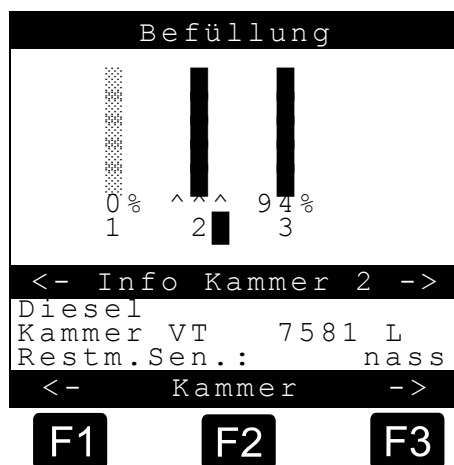 Befüllung
0% ^^^ 94%
1 2 3
<- Info Kammer 2 ->
Diesel
Kammer VT 7581 L
Restm.Sen.: nass
<- Kammer ->
F1 F2 F3